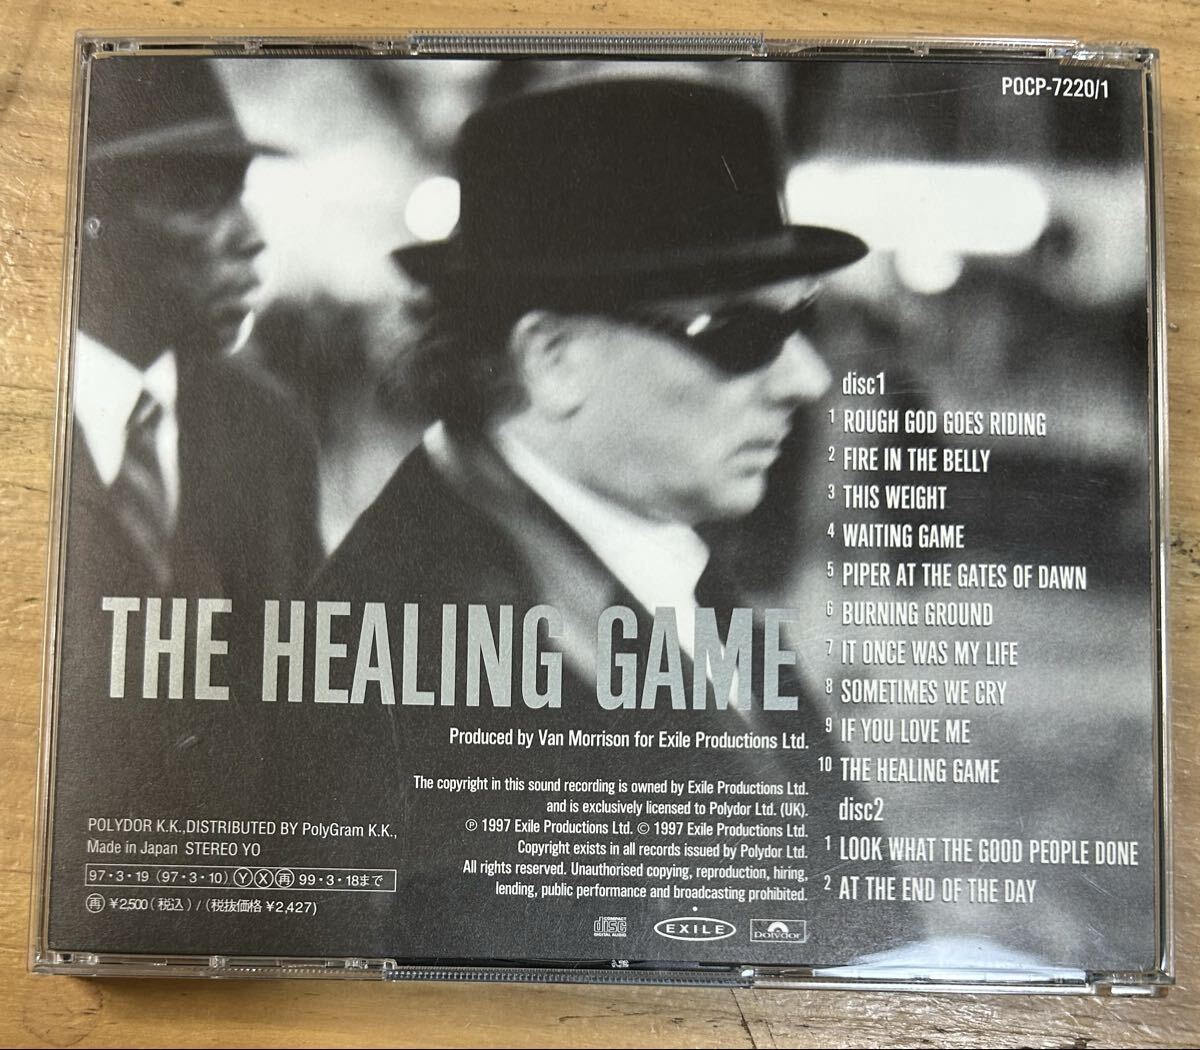 POCP-7220/1
disc1
1 ROUGH GOD GOES RIDING
2 FIRE IN THE BELLY
3 THIS WEIGHT
4 WAITING GAME
5 PIPER AT THE GATES OF DAWN
6 BURNING GROUND
7 IT ONCE WAS MY LIFE
8 SOMETIMES WE CRY
9 IF YOU LOVE ME
10 THE HEALING GAME
disc2
1 LOOK WHAT THE GOOD PEOPLE DONE
2 AT THE END OF THE DAY
THE HEALING GAME
Produced by Van Morrison for Exile Productions Ltd.
The copyright in this sound recording is owned by Exile Productions Ltd.
and is exclusively licensed to Polydor Ltd. (UK).
℗ 1997 Exile Productions Ltd. © 1997 Exile Productions Ltd.
Copyright exists in all records issued by Polydor Ltd.
All rights reserved. Unauthorised copying, reproduction, hiring,
lending, public performance and broadcasting prohibited.
POLYDOR K.K.,DISTRIBUTED BY PolyGram K.K.,
Made in Japan STEREO YO
97・3・19 (97・3・10) Ⓨ Ⓧ ㊞再 99・3・18まで
再 ¥2,500(税込)/(税抜価格¥2,427)
COMPACT
disc
DIGITAL AUDIO
EXILE
Polydor